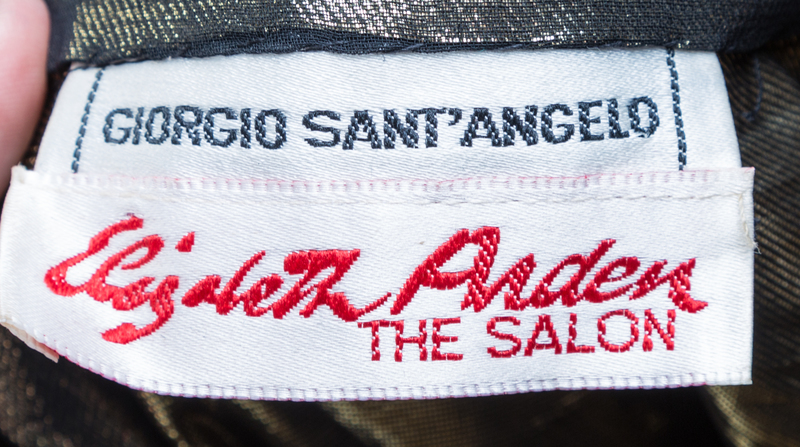 GIORGIO SANT'ANGELO
Elizabeth Arden
THE SALON